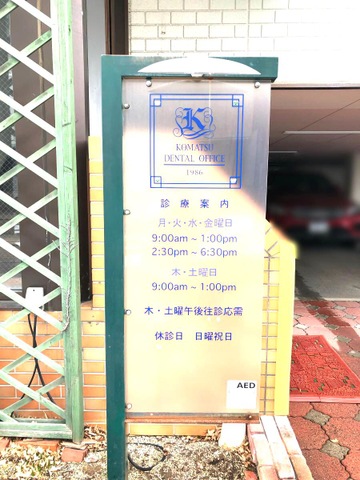 K
KOMATSU
DENTAL OFFICE
1986
診療案内
月・火・水・金曜日
9:00am～1:00pm
2:30pm～6:30pm
木・土曜日
9:00am～1:00pm
木・土曜午後往診応需
休診日 日曜祝日
AED